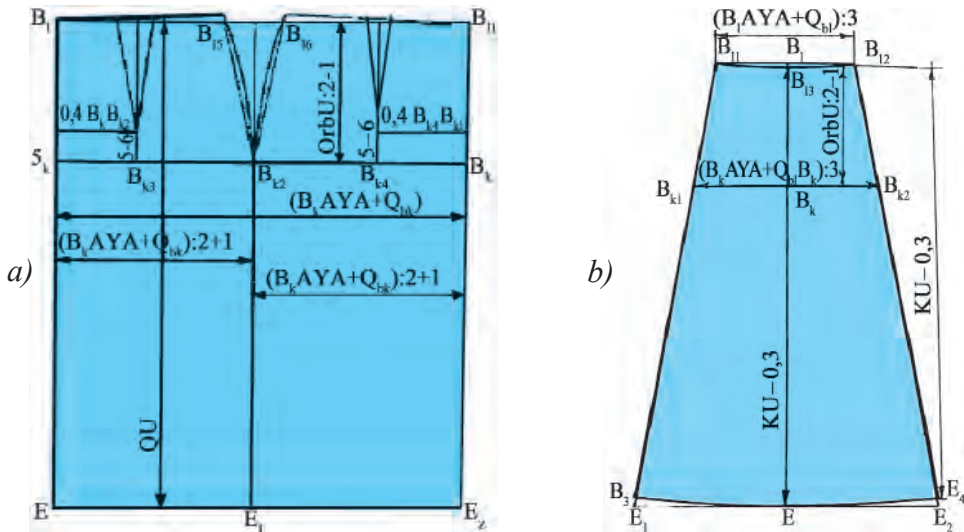 a)
B₁
B₁₅
B₁₆
B₁₁
0,4 BₖBₖ₂
5-6
OrbU:2-1
5–6
0,4 Bₖ₄Bₖ₁
5ₖ
Bₖ₃
Bₖ₂
Bₖ₄
Bₖ
(BₖAYA+Qbk)
(BₖAYA+Qbk):2+1
(BₖAYA+Qbk):2+1
QU
E
E₁
E₂
b)
(B₁AYA+Qbl):3
B₁₁
B₁
B₁₂
B₁₃
OrbU:2–1
(BₖAYA+QblBₖ):3
Bₖ₁
Bₖ
Bₖ₂
KU–0,3
KU–0,3
B₃
E₁
E
E₄
E₂